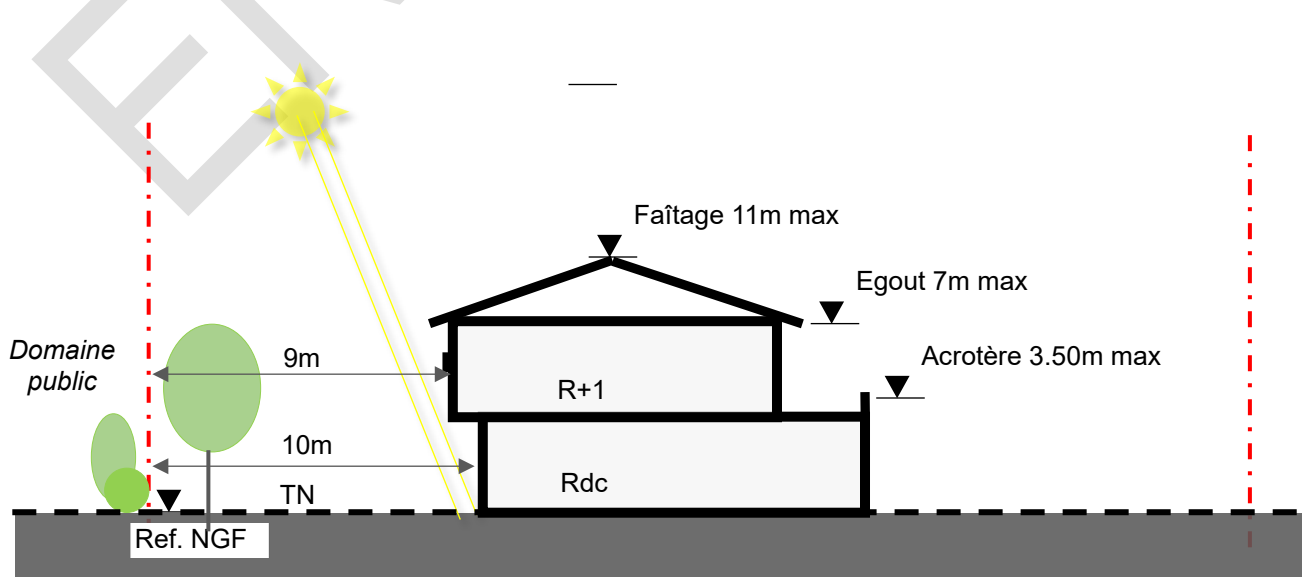 Faîtage 11m max
Egout 7m max
Acrotère 3.50m max
Domaine
public
9m
R+1
10m
Rdc
TN
Ref. NGF